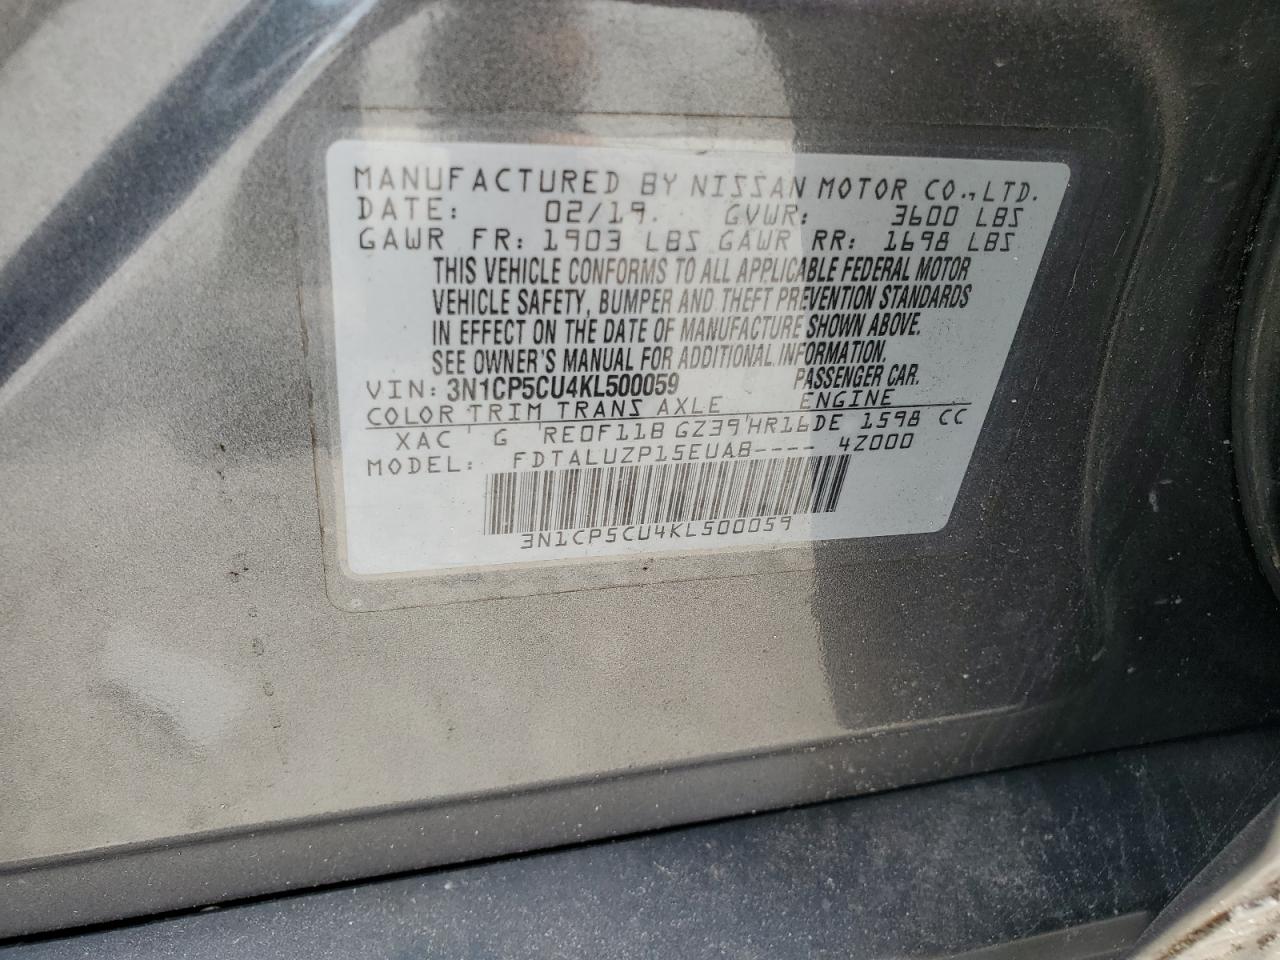 MANUFACTURED BY NISSAN MOTOR CO., LTD.
DATE: 02/19. GVWR: 3600 LBS
GAWR FR: 1903 LBS GAWR RR: 1698 LBS
THIS VEHICLE CONFORMS TO ALL APPLICABLE FEDERAL MOTOR
VEHICLE SAFETY, BUMPER AND THEFT PREVENTION STANDARDS
IN EFFECT ON THE DATE OF MANUFACTURE SHOWN ABOVE.
SEE OWNER'S MANUAL FOR ADDITIONAL INFORMATION.
VIN: 3N1CP5CU4KL500059 PASSENGER CAR.
COLOR TRIM TRANS AXLE ENGINE
XAC G RE0F11B GZ39 HR16DE 1598 CC
MODEL: FDTALUZP15EUAB---- 4Z000
3N1CP5CU4KL500059